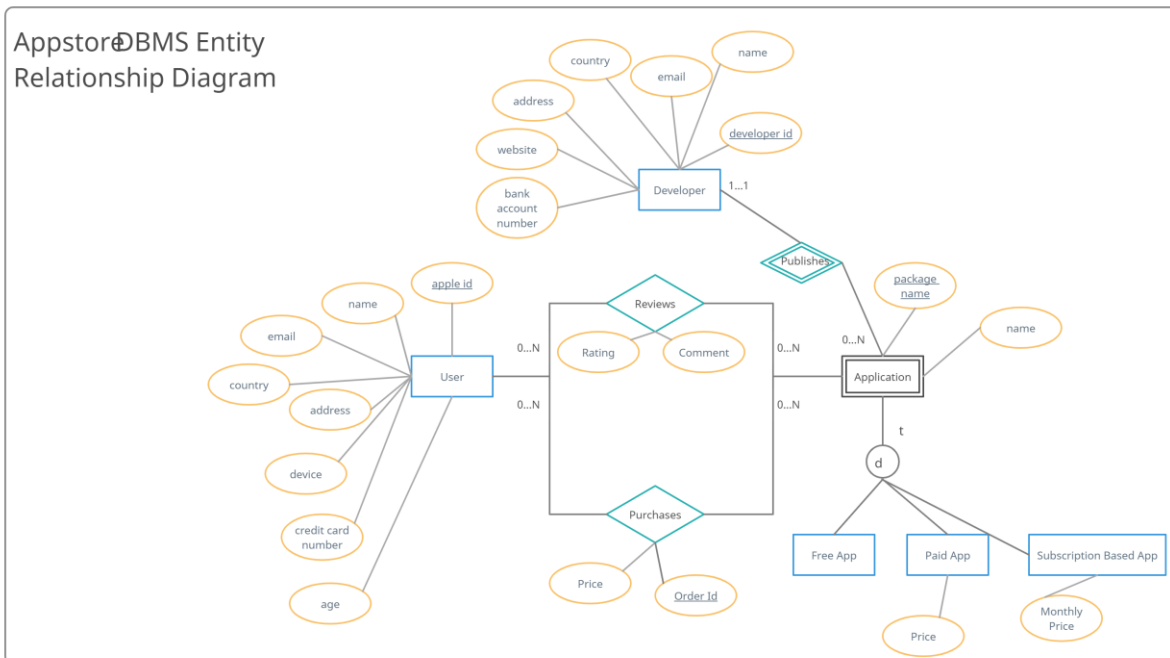 AppstoreDBMS Entity
Relationship Diagram
name
country
email
address
developer id
website
Developer
1...1
bank
account
number
Publishes
apple id
package
name
name
Reviews
name
email
0...N
0...N
0...N
Rating
Comment
User
Application
country
0...N
0...N
address
t
d
device
Purchases
credit card
number
Free App
Paid App
Subscription Based App
Price
Order Id
age
Monthly
Price
Price